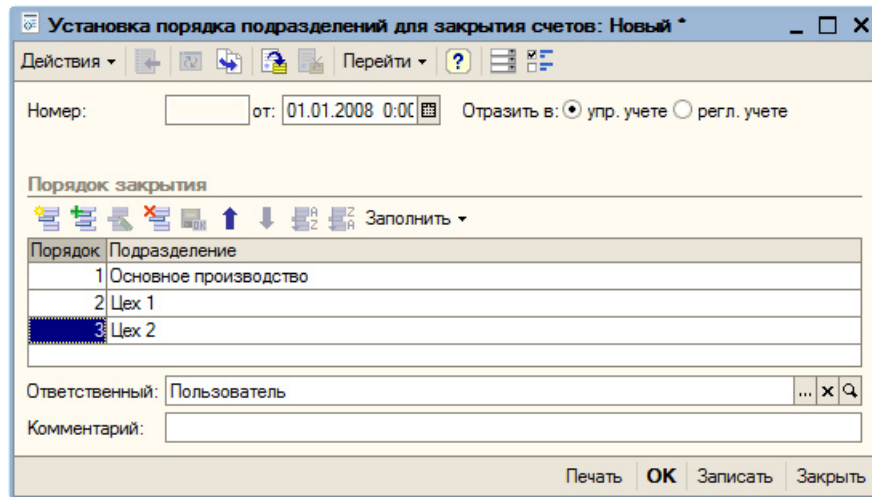 Установка порядка подразделений для закрытия счетов: Новый *
Действия Перейти ?
Номер: от: 01.01.2008 0:00 Отразить в: упр. учете регл. учете
Порядок закрытия
Заполнить
Порядок Подразделение
1 Основное производство
2 Цех 1
3 Цех 2
Ответственный: Пользователь ... x
Комментарий:
Печать OK Записать Закрыть